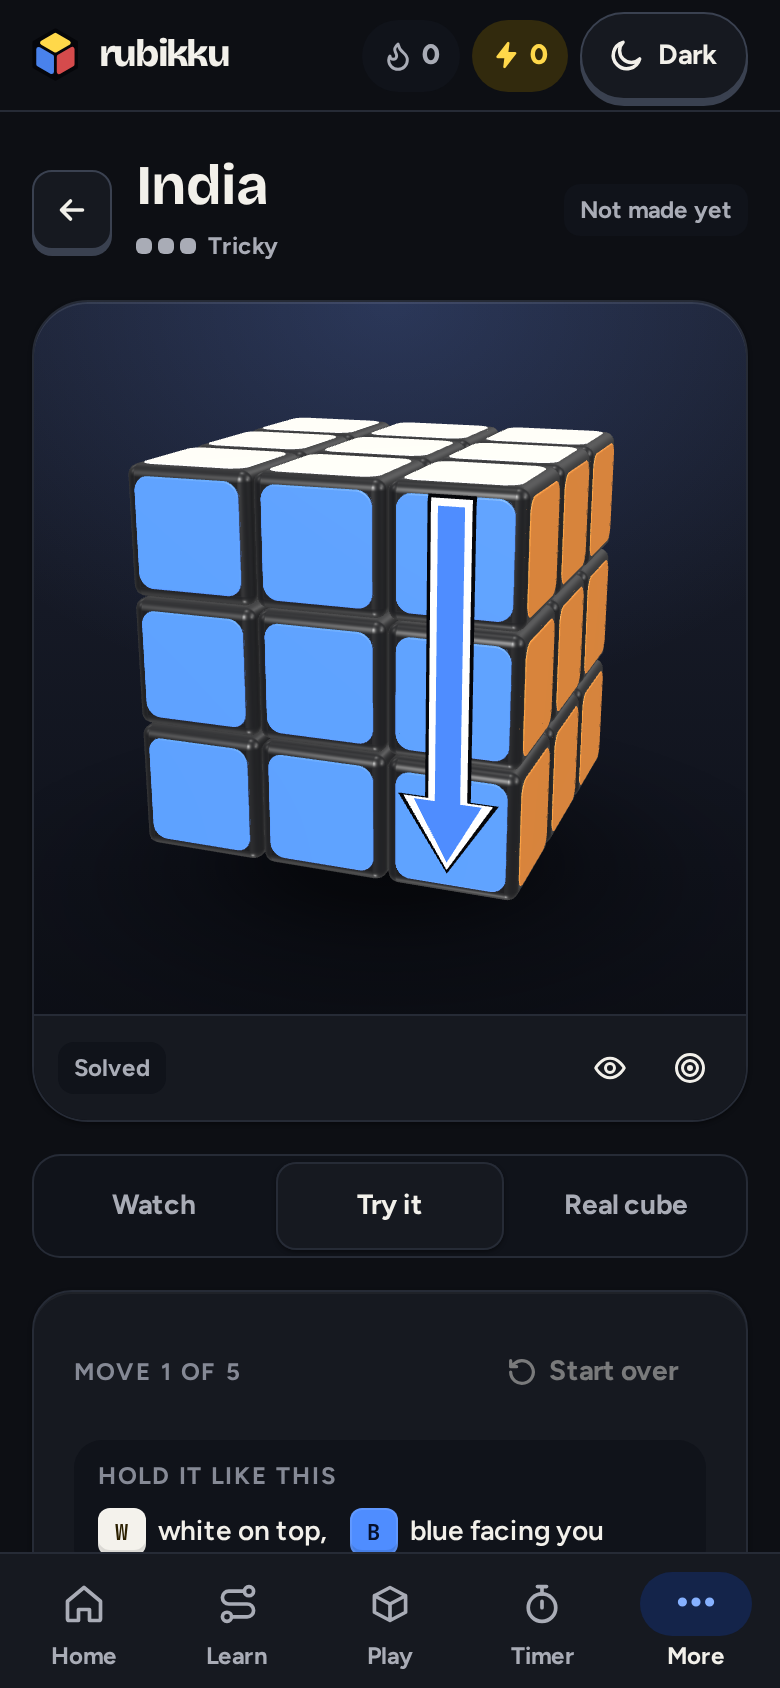 rubikku
0
0
Dark
India
Tricky
Not made yet
Solved
Watch
Try it
Real cube
MOVE 1 OF 5
Start over
HOLD IT LIKE THIS
W white on top, B blue facing you
Home
Learn
Play
Timer
More